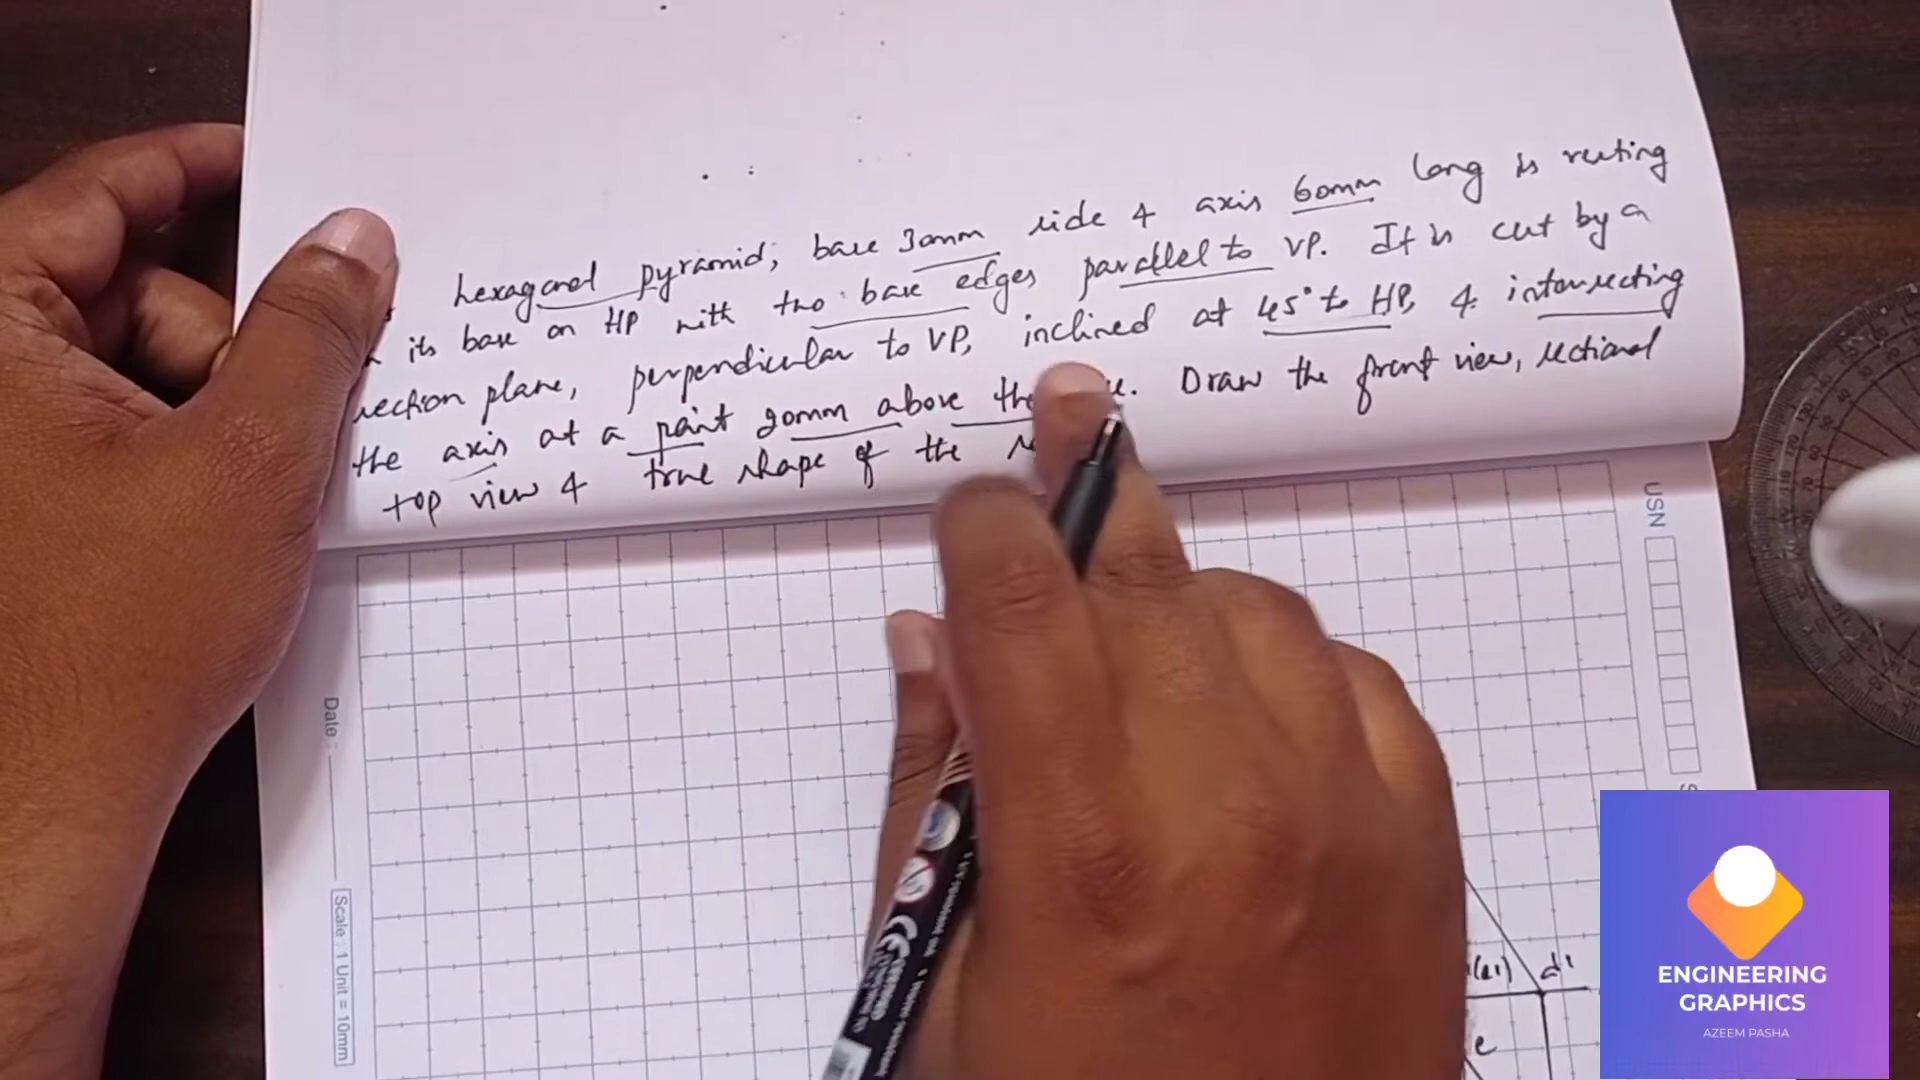 hexagonal pyramid, base 30mm side & axis 60mm long is resting
its base on HP with two base edges parallel to VP. It is cut by a
section plane, perpendicular to VP, inclined at 45° to HP, & intersecting
the axis at a point 20mm above the. Draw the front view, sectional
top view & true shape of the
USN
Date :
Scale : 1 Unit = 10mm
d'
e
CE
ENGINEERING
GRAPHICS
AZEEM PASHA